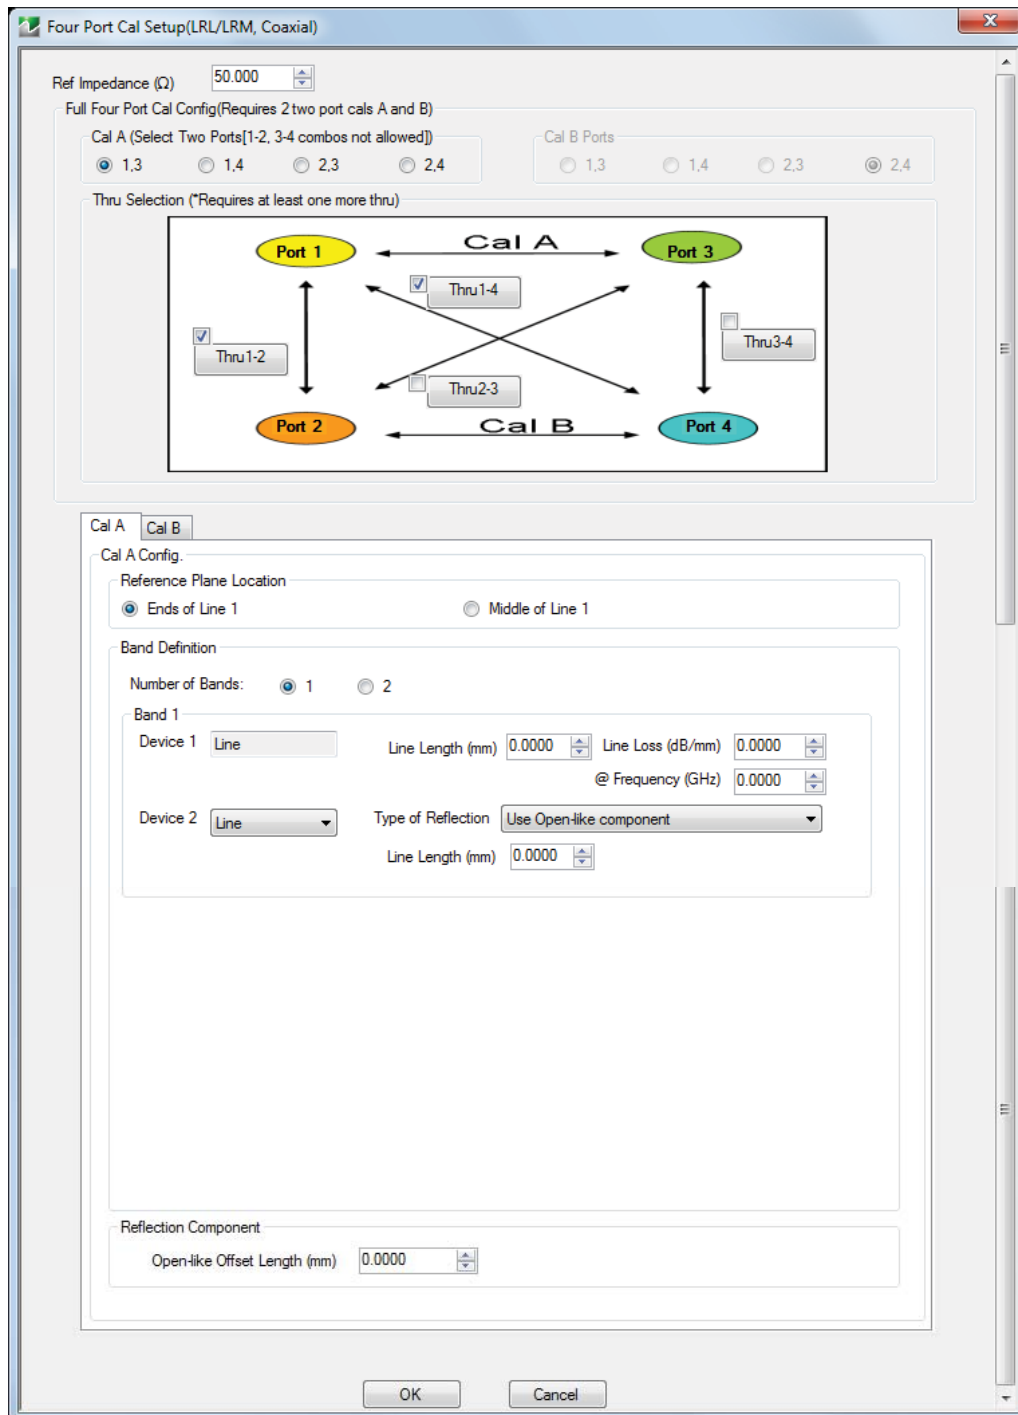 Four Port Cal Setup(LRL/LRM, Coaxial)
Ref Impedance (Ω) 50.000
Full Four Port Cal Config(Requires 2 two port cals A and B)
Cal A (Select Two Ports[1-2, 3-4 combos not allowed])
1,3 1,4 2,3 2,4
Cal B Ports
1,3 1,4 2,3 2,4
Thru Selection (*Requires at least one more thru)
Port 1 Cal A Port 3
Thru1-4
Thru1-2 Thru3-4
Thru2-3
Port 2 Cal B Port 4
Cal A Cal B
Cal A Config.
Reference Plane Location
Ends of Line 1 Middle of Line 1
Band Definition
Number of Bands: 1 2
Band 1
Device 1 Line Line Length (mm) 0.0000 Line Loss (dB/mm) 0.0000
@ Frequency (GHz) 0.0000
Device 2 Line Type of Reflection Use Open-like component
Line Length (mm) 0.0000
Reflection Component
Open-like Offset Length (mm) 0.0000
OK Cancel